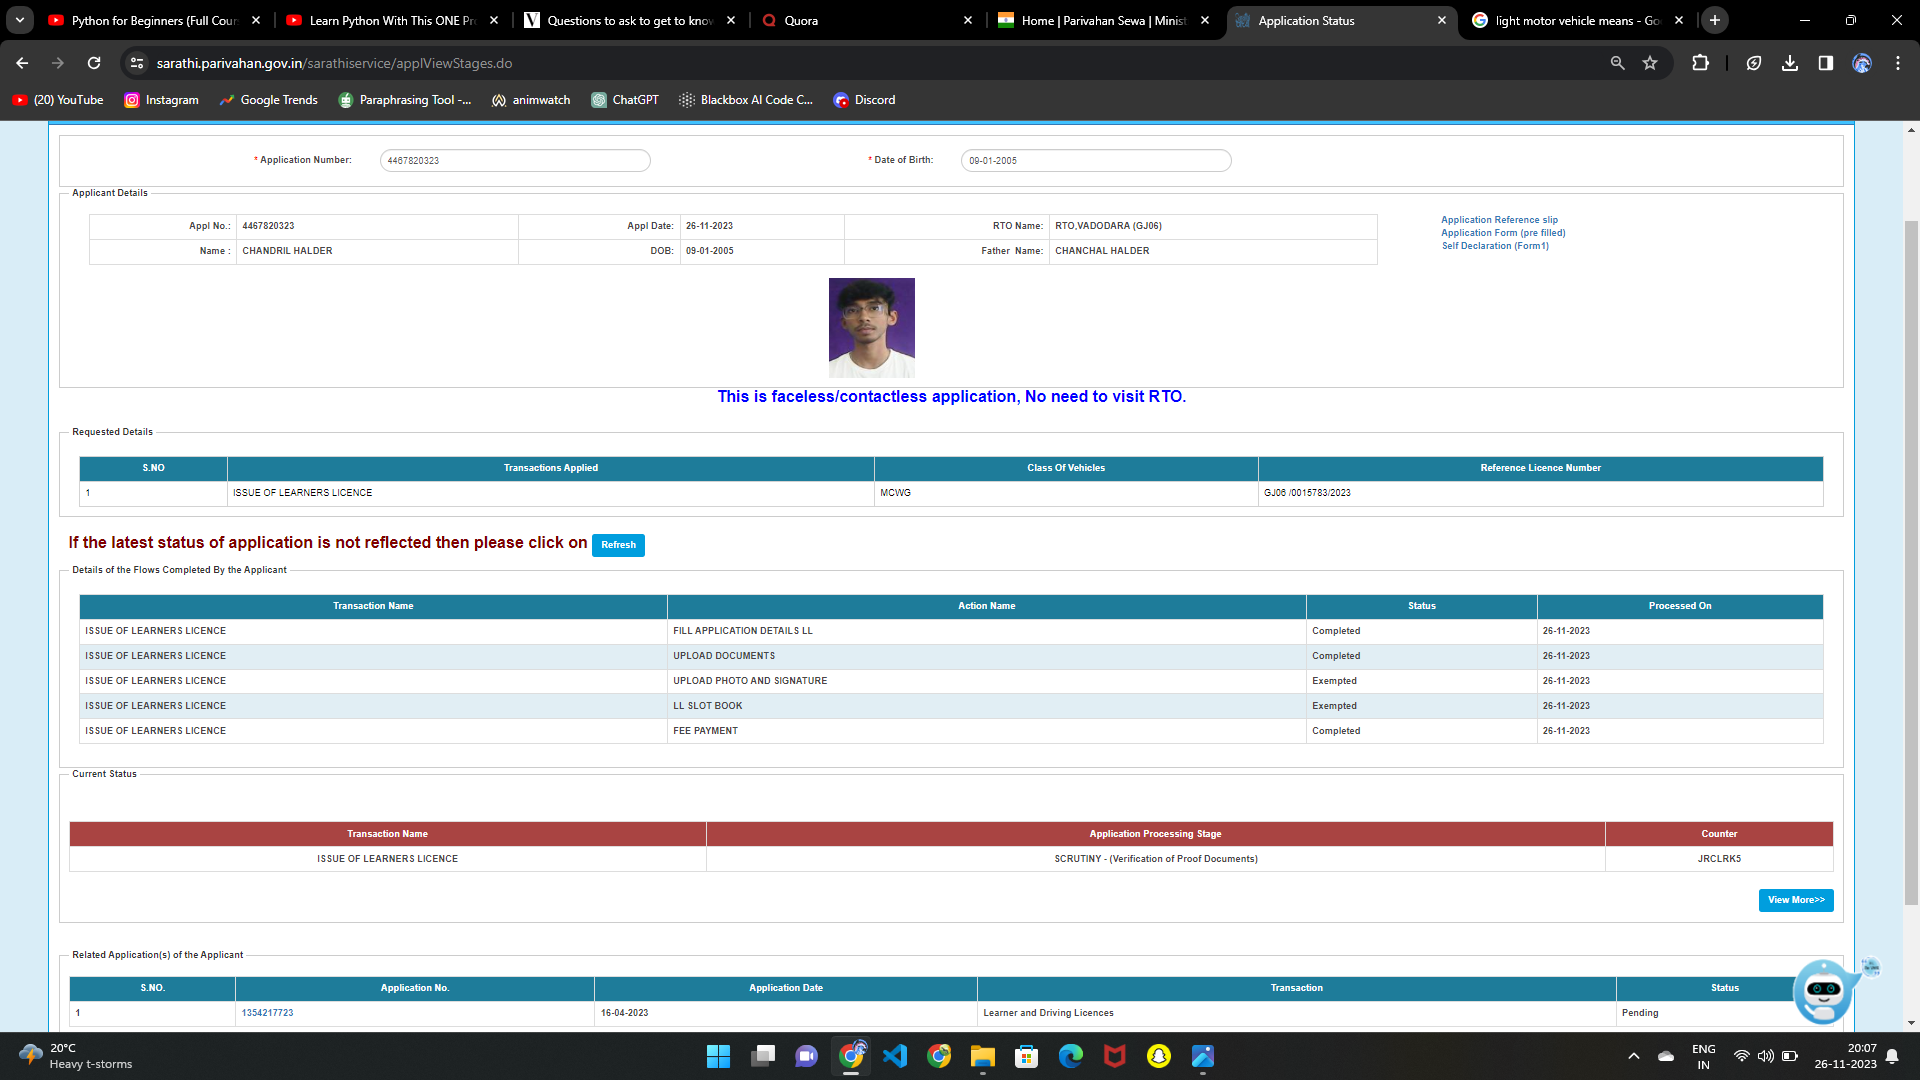 Python for Beginners (Full Cour
Learn Python With This ONE Pr
Questions to ask to get to know
Quora
Home | Parivahan Sewa | Minist
Application Status
light motor vehicle means - Go
sarathi.parivahan.gov.in/sarathiservice/applViewStages.do
(20) YouTube
Instagram
Google Trends
Paraphrasing Tool -...
animwatch
ChatGPT
Blackbox AI Code C...
Discord
* Application Number: 4467820323 * Date of Birth: 09-01-2005
Applicant Details
Appl No.: 4467820323 Appl Date: 26-11-2023 RTO Name: RTO,VADODARA (GJ06)
Name : CHANDRIL HALDER DOB: 09-01-2005 Father Name: CHANCHAL HALDER
Application Reference slip
Application Form (pre filled)
Self Declaration (Form1)
This is faceless/contactless application, No need to visit RTO.
Requested Details
S.NO Transactions Applied Class Of Vehicles Reference Licence Number
1 ISSUE OF LEARNERS LICENCE MCWG GJ06 /0015783/2023
If the latest status of application is not reflected then please click on Refresh
Details of the Flows Completed By the Applicant
Transaction Name Action Name Status Processed On
ISSUE OF LEARNERS LICENCE FILL APPLICATION DETAILS LL Completed 26-11-2023
ISSUE OF LEARNERS LICENCE UPLOAD DOCUMENTS Completed 26-11-2023
ISSUE OF LEARNERS LICENCE UPLOAD PHOTO AND SIGNATURE Exempted 26-11-2023
ISSUE OF LEARNERS LICENCE LL SLOT BOOK Exempted 26-11-2023
ISSUE OF LEARNERS LICENCE FEE PAYMENT Completed 26-11-2023
Current Status
Transaction Name Application Processing Stage Counter
ISSUE OF LEARNERS LICENCE SCRUTINY - (Verification of Proof Documents) JRCLRK5
View More>>
Related Application(s) of the Applicant
S.NO. Application No. Application Date Transaction Status
1 1354217723 16-04-2023 Learner and Driving Licences Pending
20°C
Heavy t-storms
ENG
IN
20:07
26-11-2023